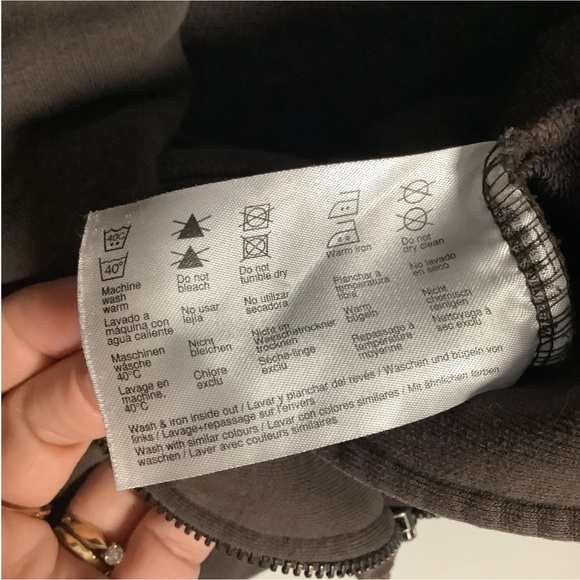 40C
40°
Machine wash warm
Do not bleach
Do not tumble dry
Warm iron
Do not dry clean
Lavado a máquina con agua caliente
No usar lejia
No utilizar secadora
Planchar à temperatura tibia
No lavado en seco
Maschinen wäsche 40°C
Nicht bleichen
Nicht im Waeschetrockner trocknen
Warm bügeln
Nicht chemisch reinigen
Lavage en machine, 40°C
Chlore exclu
Sèche-linge exclu
Repassage à température moyenne
Nettoyage à sec exclu
Wash & iron inside out / Lavar y planchar del revés / Waschen und bügeln von
links / Lavage+repassage sur l'envers
Wash with similar colours / Lavar con colores similares / Mit ähnlichen farben
waschen / Laver avec couleurs similaires